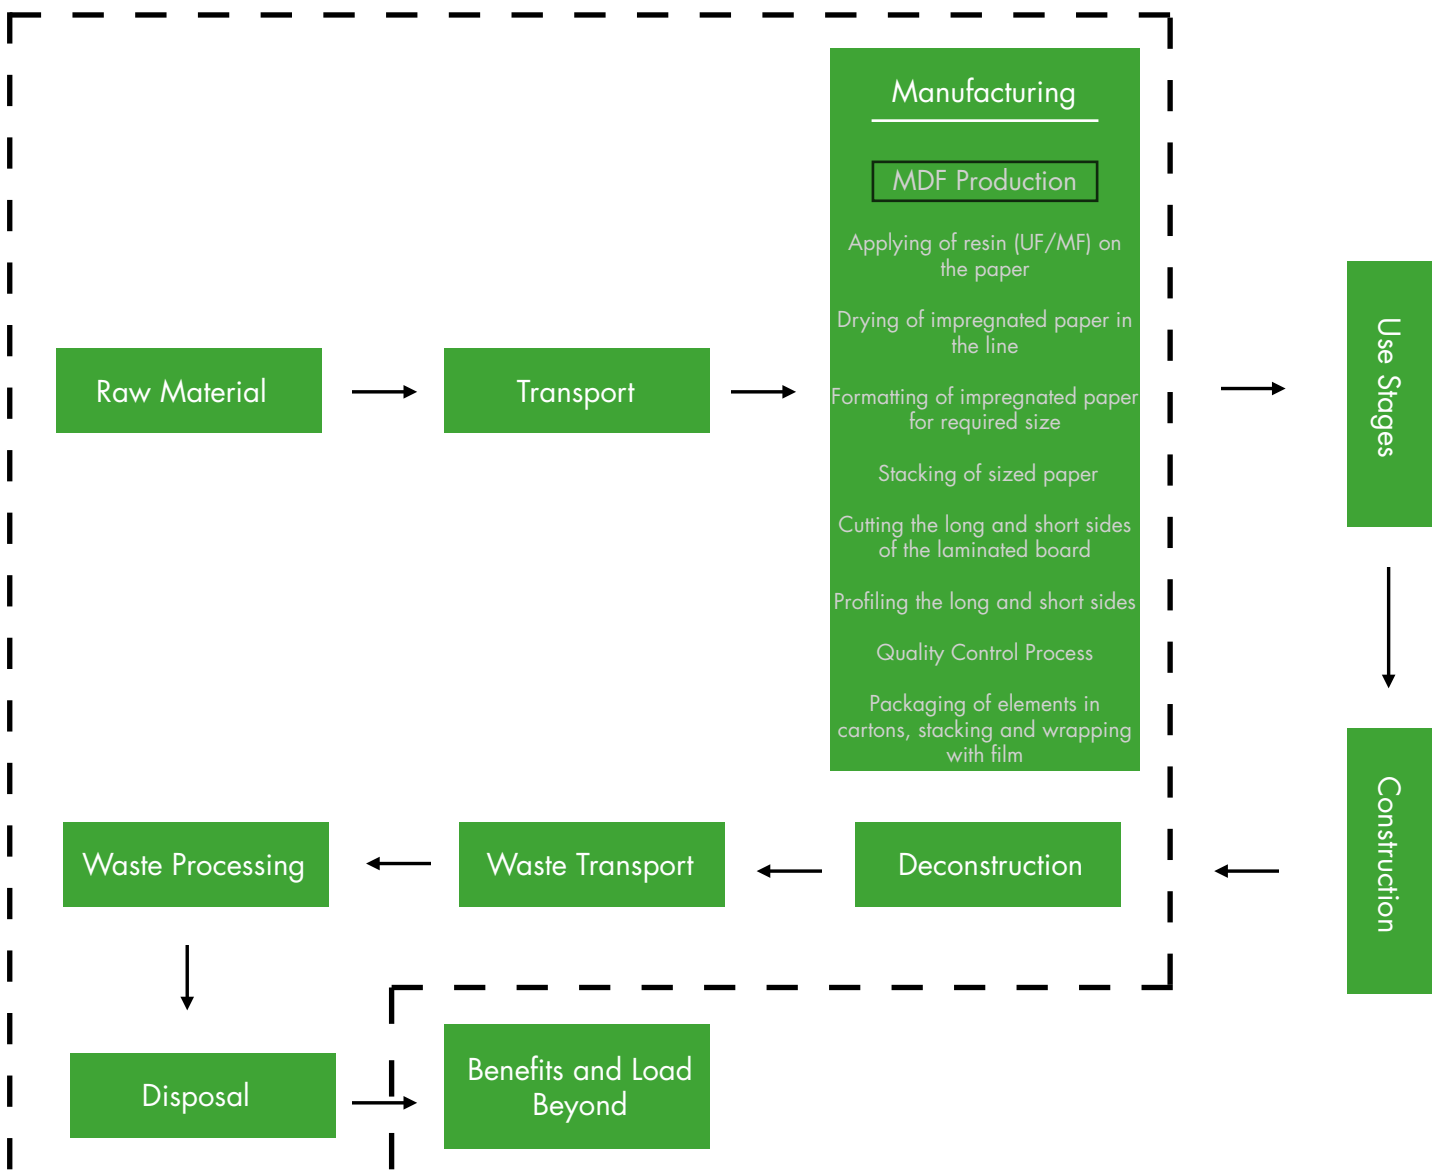 Manufacturing
MDF Production
Applying of resin (UF/MF) on
the paper
Drying of impregnated paper in
the line
Formatting of impregnated paper
for required size
Stacking of sized paper
Cutting the long and short sides
of the laminated board
Profiling the long and short sides
Quality Control Process
Packaging of elements in
cartons, stacking and wrapping
with film
Raw Material
Transport
Use Stages
Construction
Deconstruction
Waste Transport
Waste Processing
Disposal
Benefits and Load
Beyond